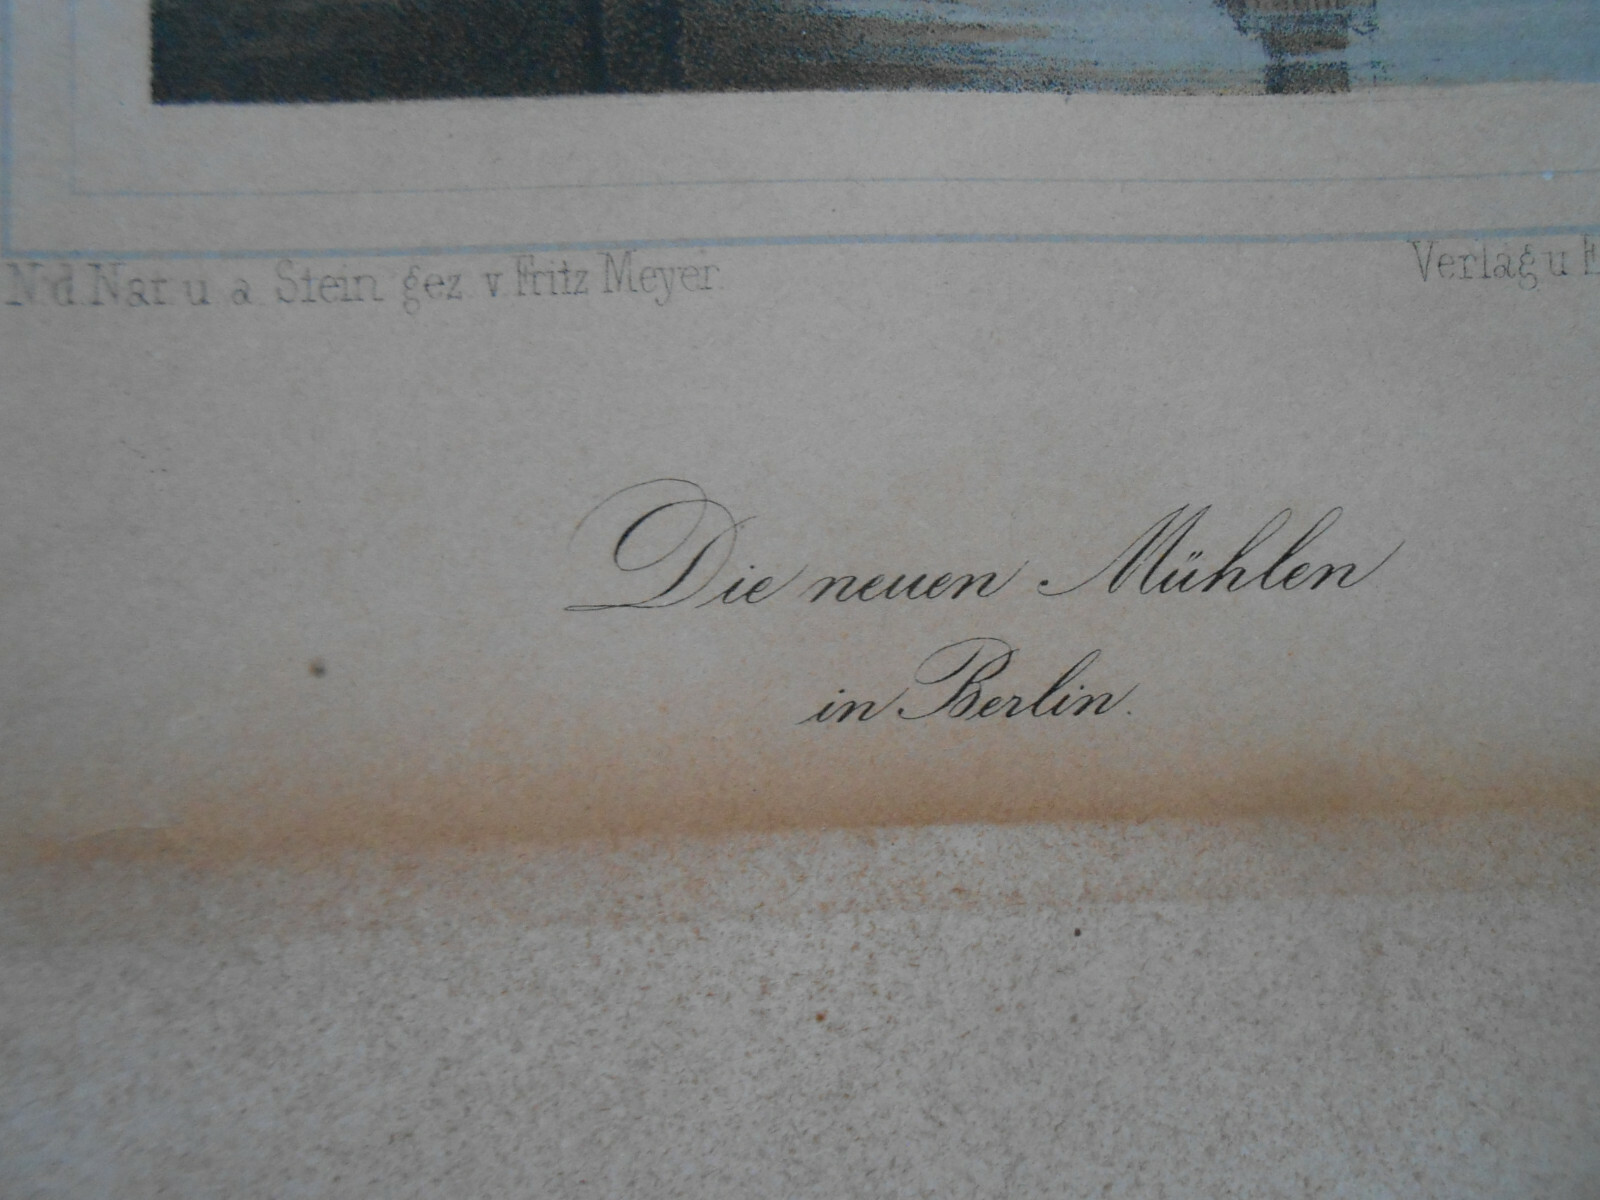 N. d. Nat. u. a. Stein gez. v. Fritz Meyer.
Verlag u
Die neuen Mühlen
in Berlin.